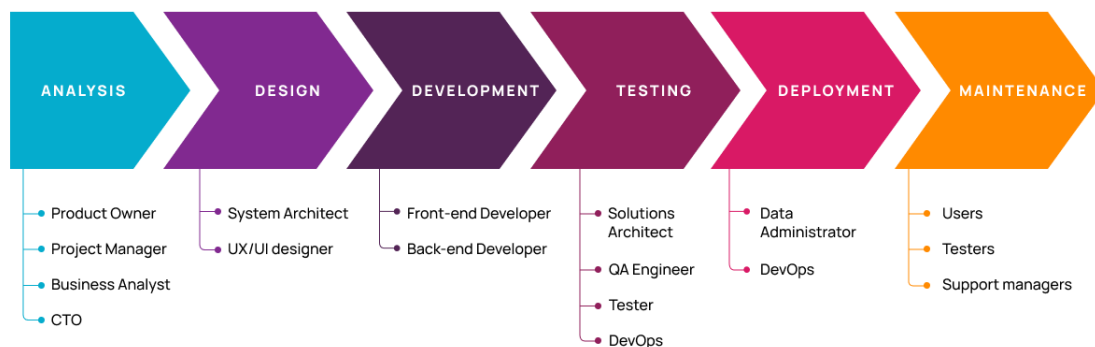 ANALYSIS
DESIGN
DEVELOPMENT
TESTING
DEPLOYMENT
MAINTENANCE
Product Owner
Project Manager
Business Analyst
CTO
System Architect
UX/UI designer
Front-end Developer
Back-end Developer
Solutions
Architect
QA Engineer
Tester
DevOps
Data
Administrator
DevOps
Users
Testers
Support managers